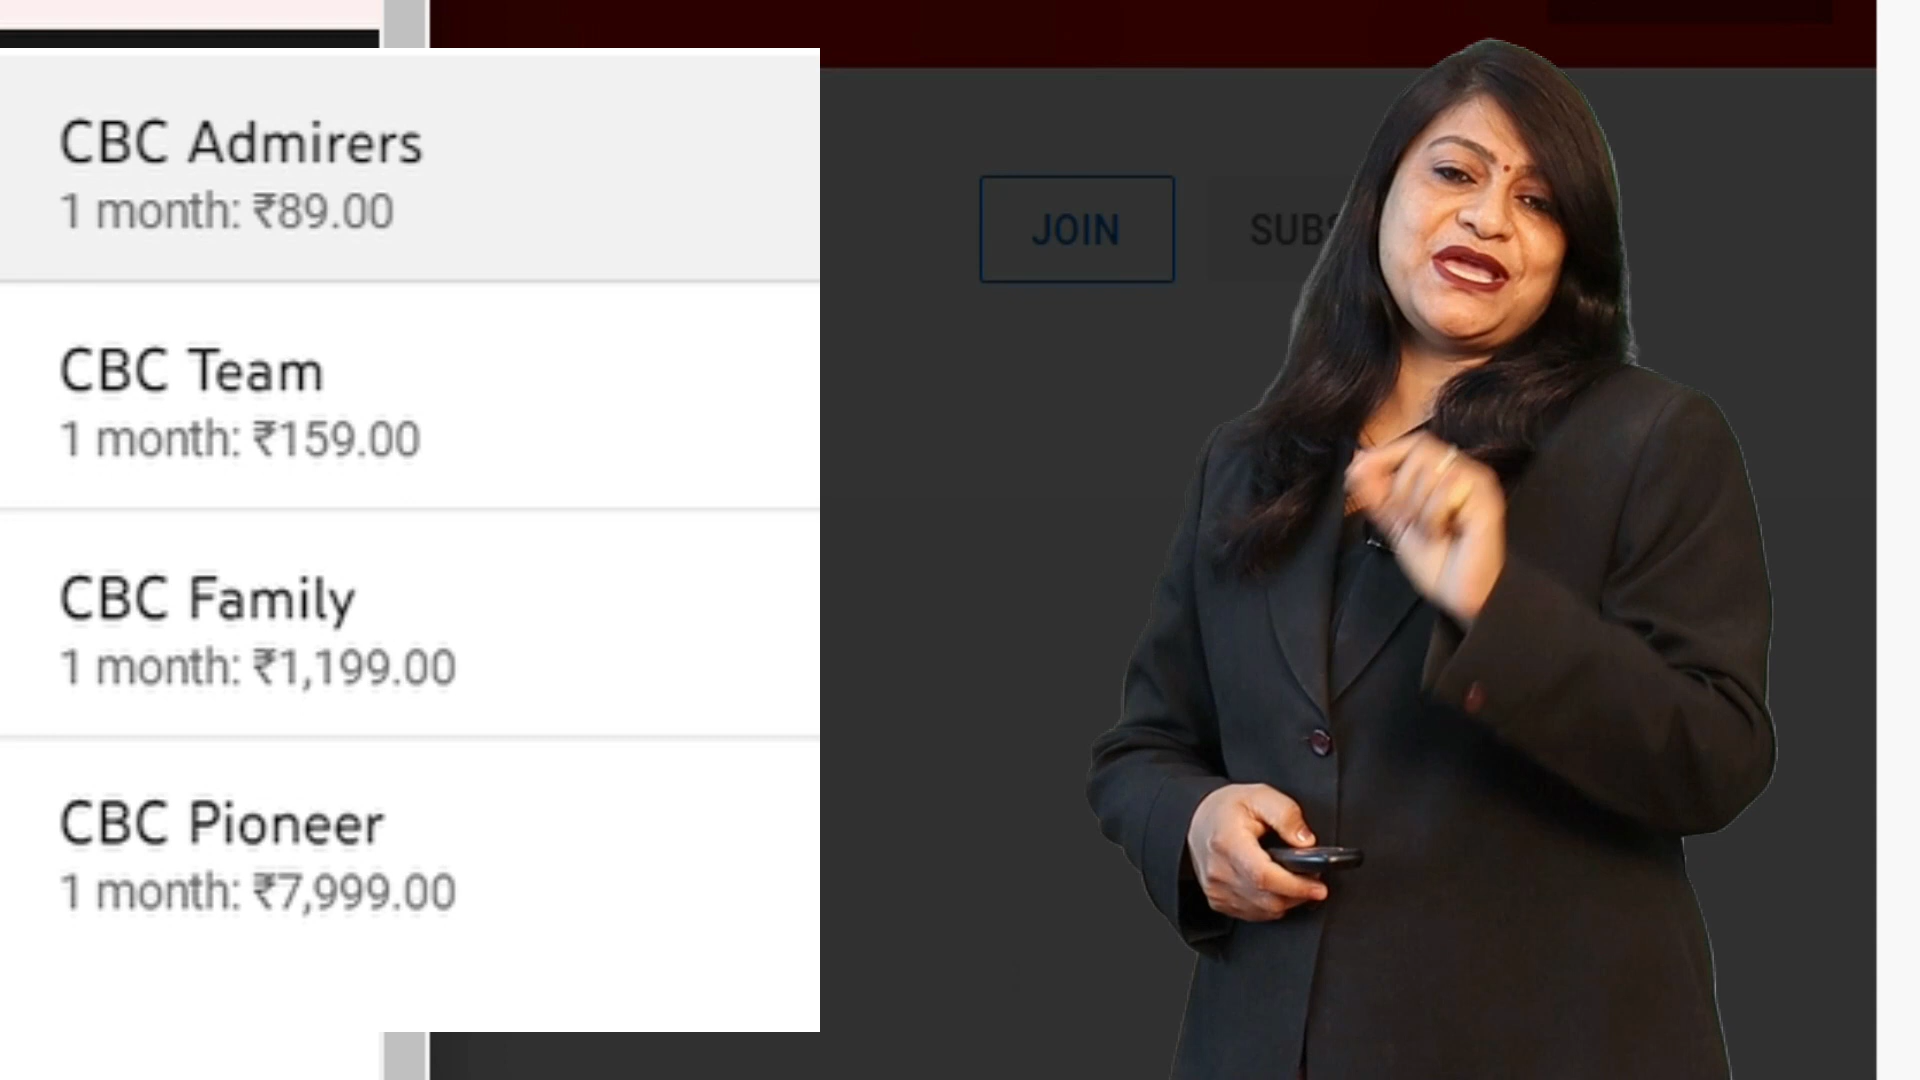 CBC Admirers
1 month: ₹89.00
CBC Team
1 month: ₹159.00
CBC Family
1 month: ₹1,199.00
CBC Pioneer
1 month: ₹7,999.00
JOIN